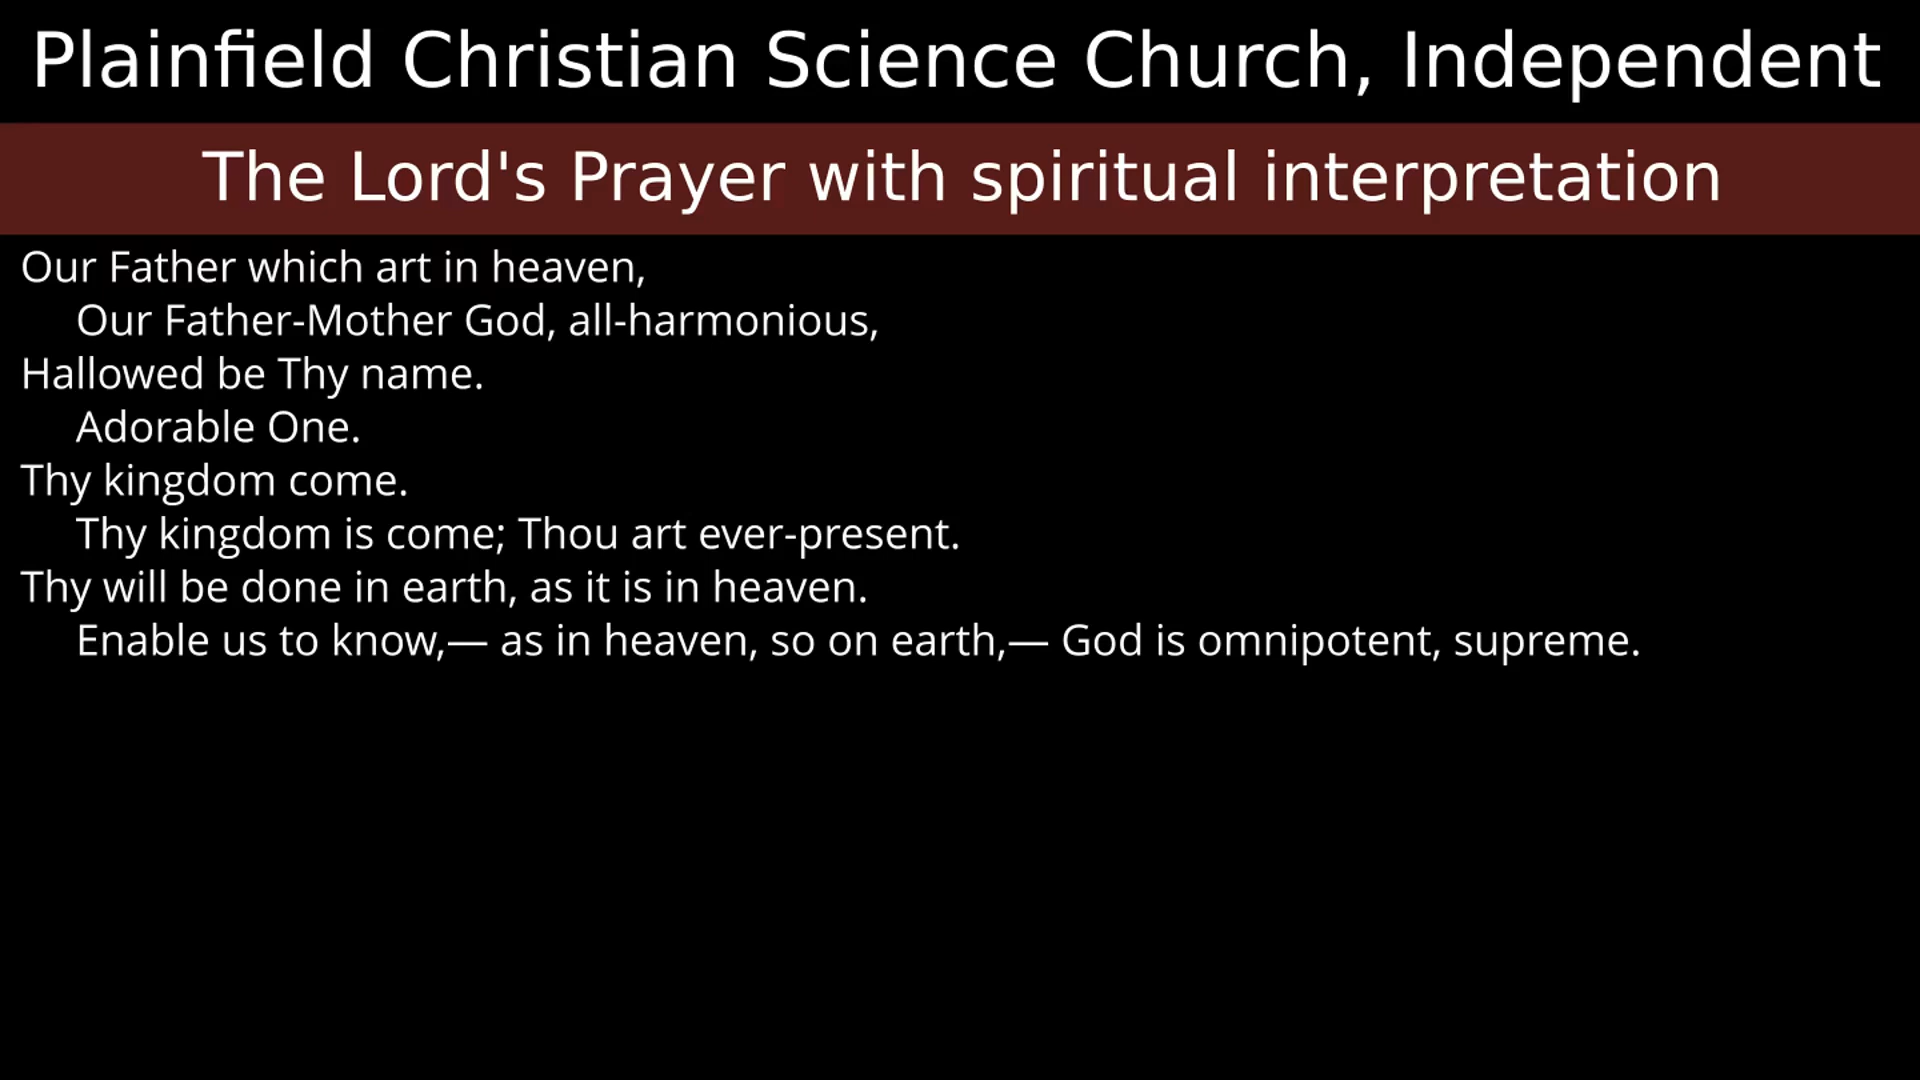 Plainfield Christian Science Church, Independent
The Lord's Prayer with spiritual interpretation
Our Father which art in heaven,
Our Father-Mother God, all-harmonious,
Hallowed be Thy name.
Adorable One.
Thy kingdom come.
Thy kingdom is come; Thou art ever-present.
Thy will be done in earth, as it is in heaven.
Enable us to know,— as in heaven, so on earth,— God is omnipotent, supreme.